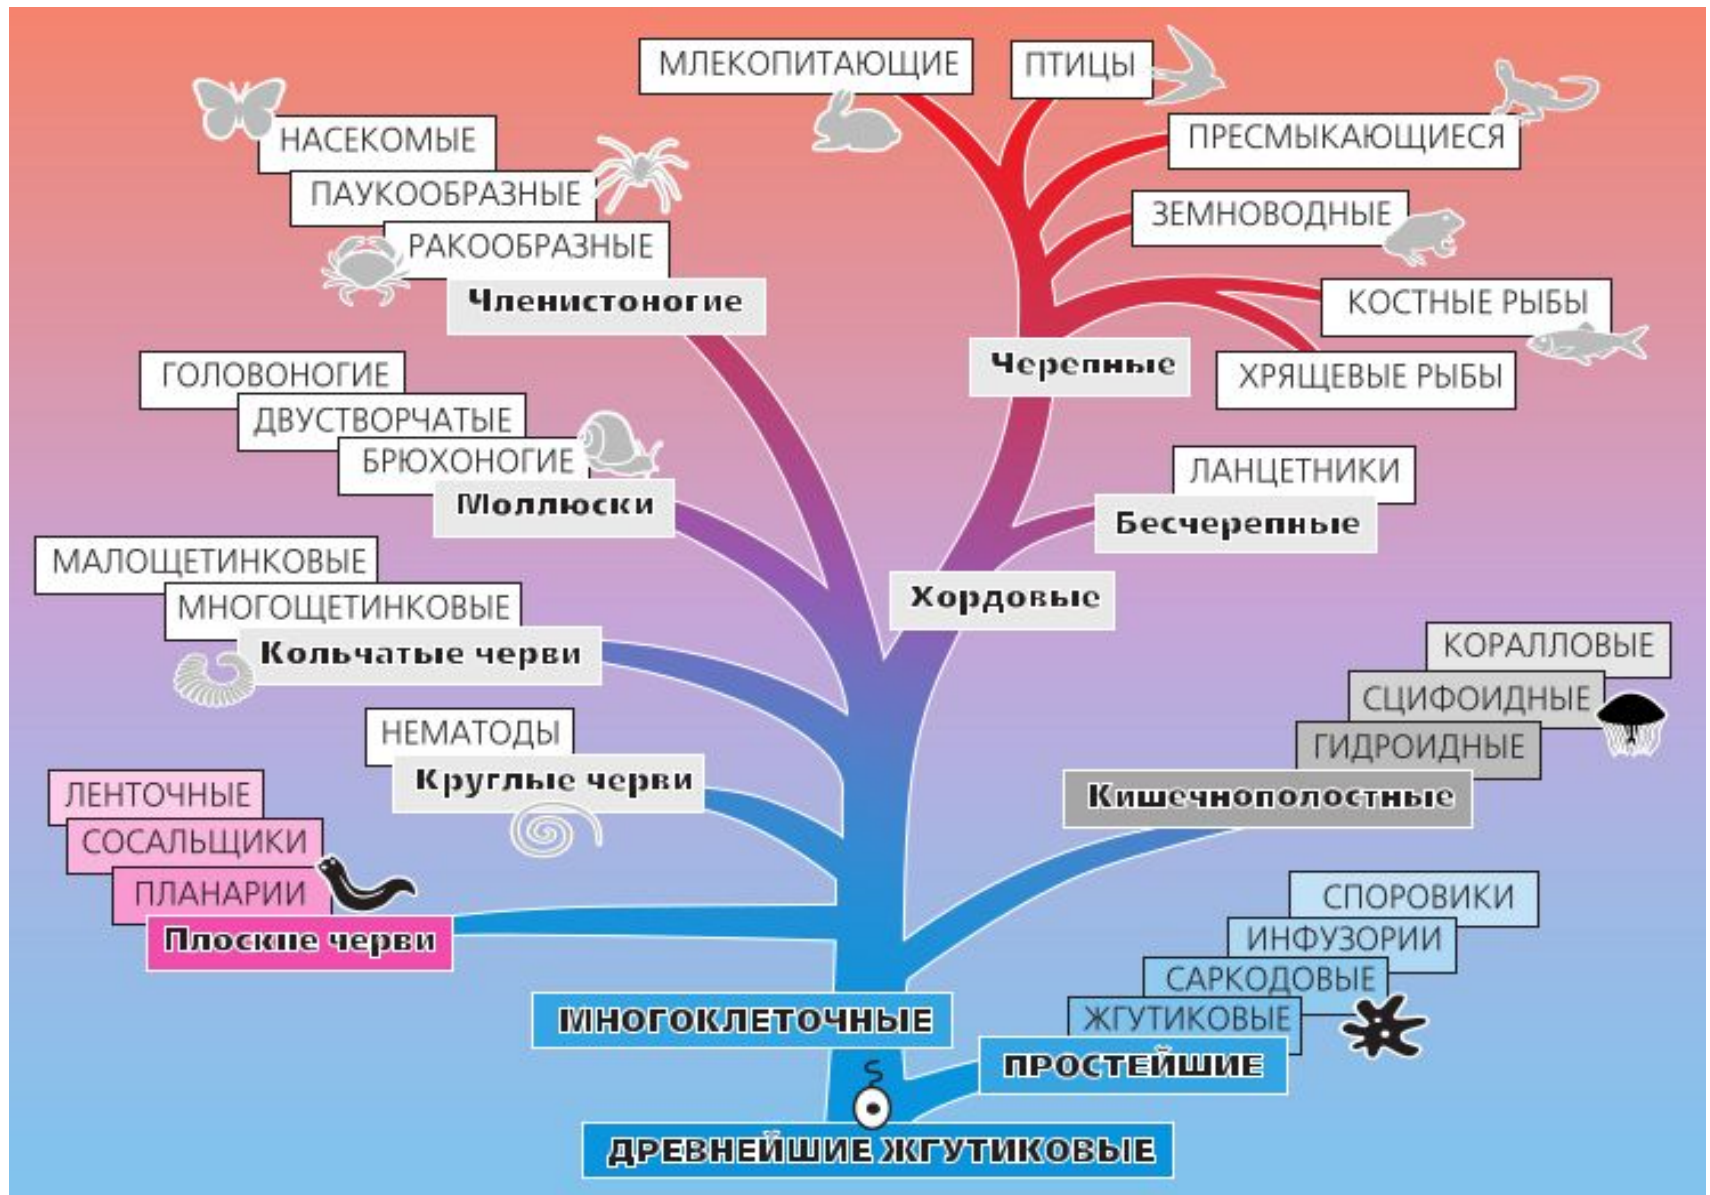 МЛЕКОПИТАЮЩИЕ
ПТИЦЫ
НАСЕКОМЫЕ
ПРЕСМЫКАЮЩИЕСЯ
ПАУКООБРАЗНЫЕ
ЗЕМНОВОДНЫЕ
РАКООБРАЗНЫЕ
Членистоногие
КОСТНЫЕ РЫБЫ
Черепные
ХРЯЩЕВЫЕ РЫБЫ
ГОЛОВОНОГИЕ
ДВУСТВОРЧАТЫЕ
БРЮХОНОГИЕ
Моллюски
ЛАНЦЕТНИКИ
Бесчерепные
МАЛОЩЕТИНКОВЫЕ
МНОГОЩЕТИНКОВЫЕ
Кольчатые черви
Хордовые
КОРАЛЛОВЫЕ
СЦИФОИДНЫЕ
ГИДРОИДНЫЕ
Кишечнополостные
НЕМАТОДЫ
Круглые черви
ЛЕНТОЧНЫЕ
СОСАЛЬЩИКИ
ПЛАНАРИИ
Плоские черви
СПОРОВИКИ
ИНФУЗОРИИ
САРКОДОВЫЕ
ЖГУТИКОВЫЕ
ПРОСТЕЙШИЕ
МНОГОКЛЕТОЧНЫЕ
ДРЕВНЕЙШИЕ ЖГУТИКОВЫЕ